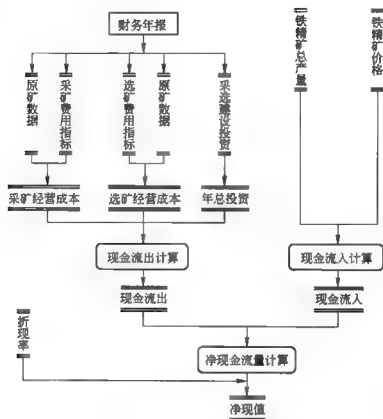 财务年报
铁精矿总产量
铁精矿价格
原矿数据
采矿费用指标
选矿费用指标
原矿数据
采选建设投资
采矿经营成本
选矿经营成本
年总投资
现金流出计算
现金流入计算
现金流出
现金流入
折现率
净现金流量计算
净现值